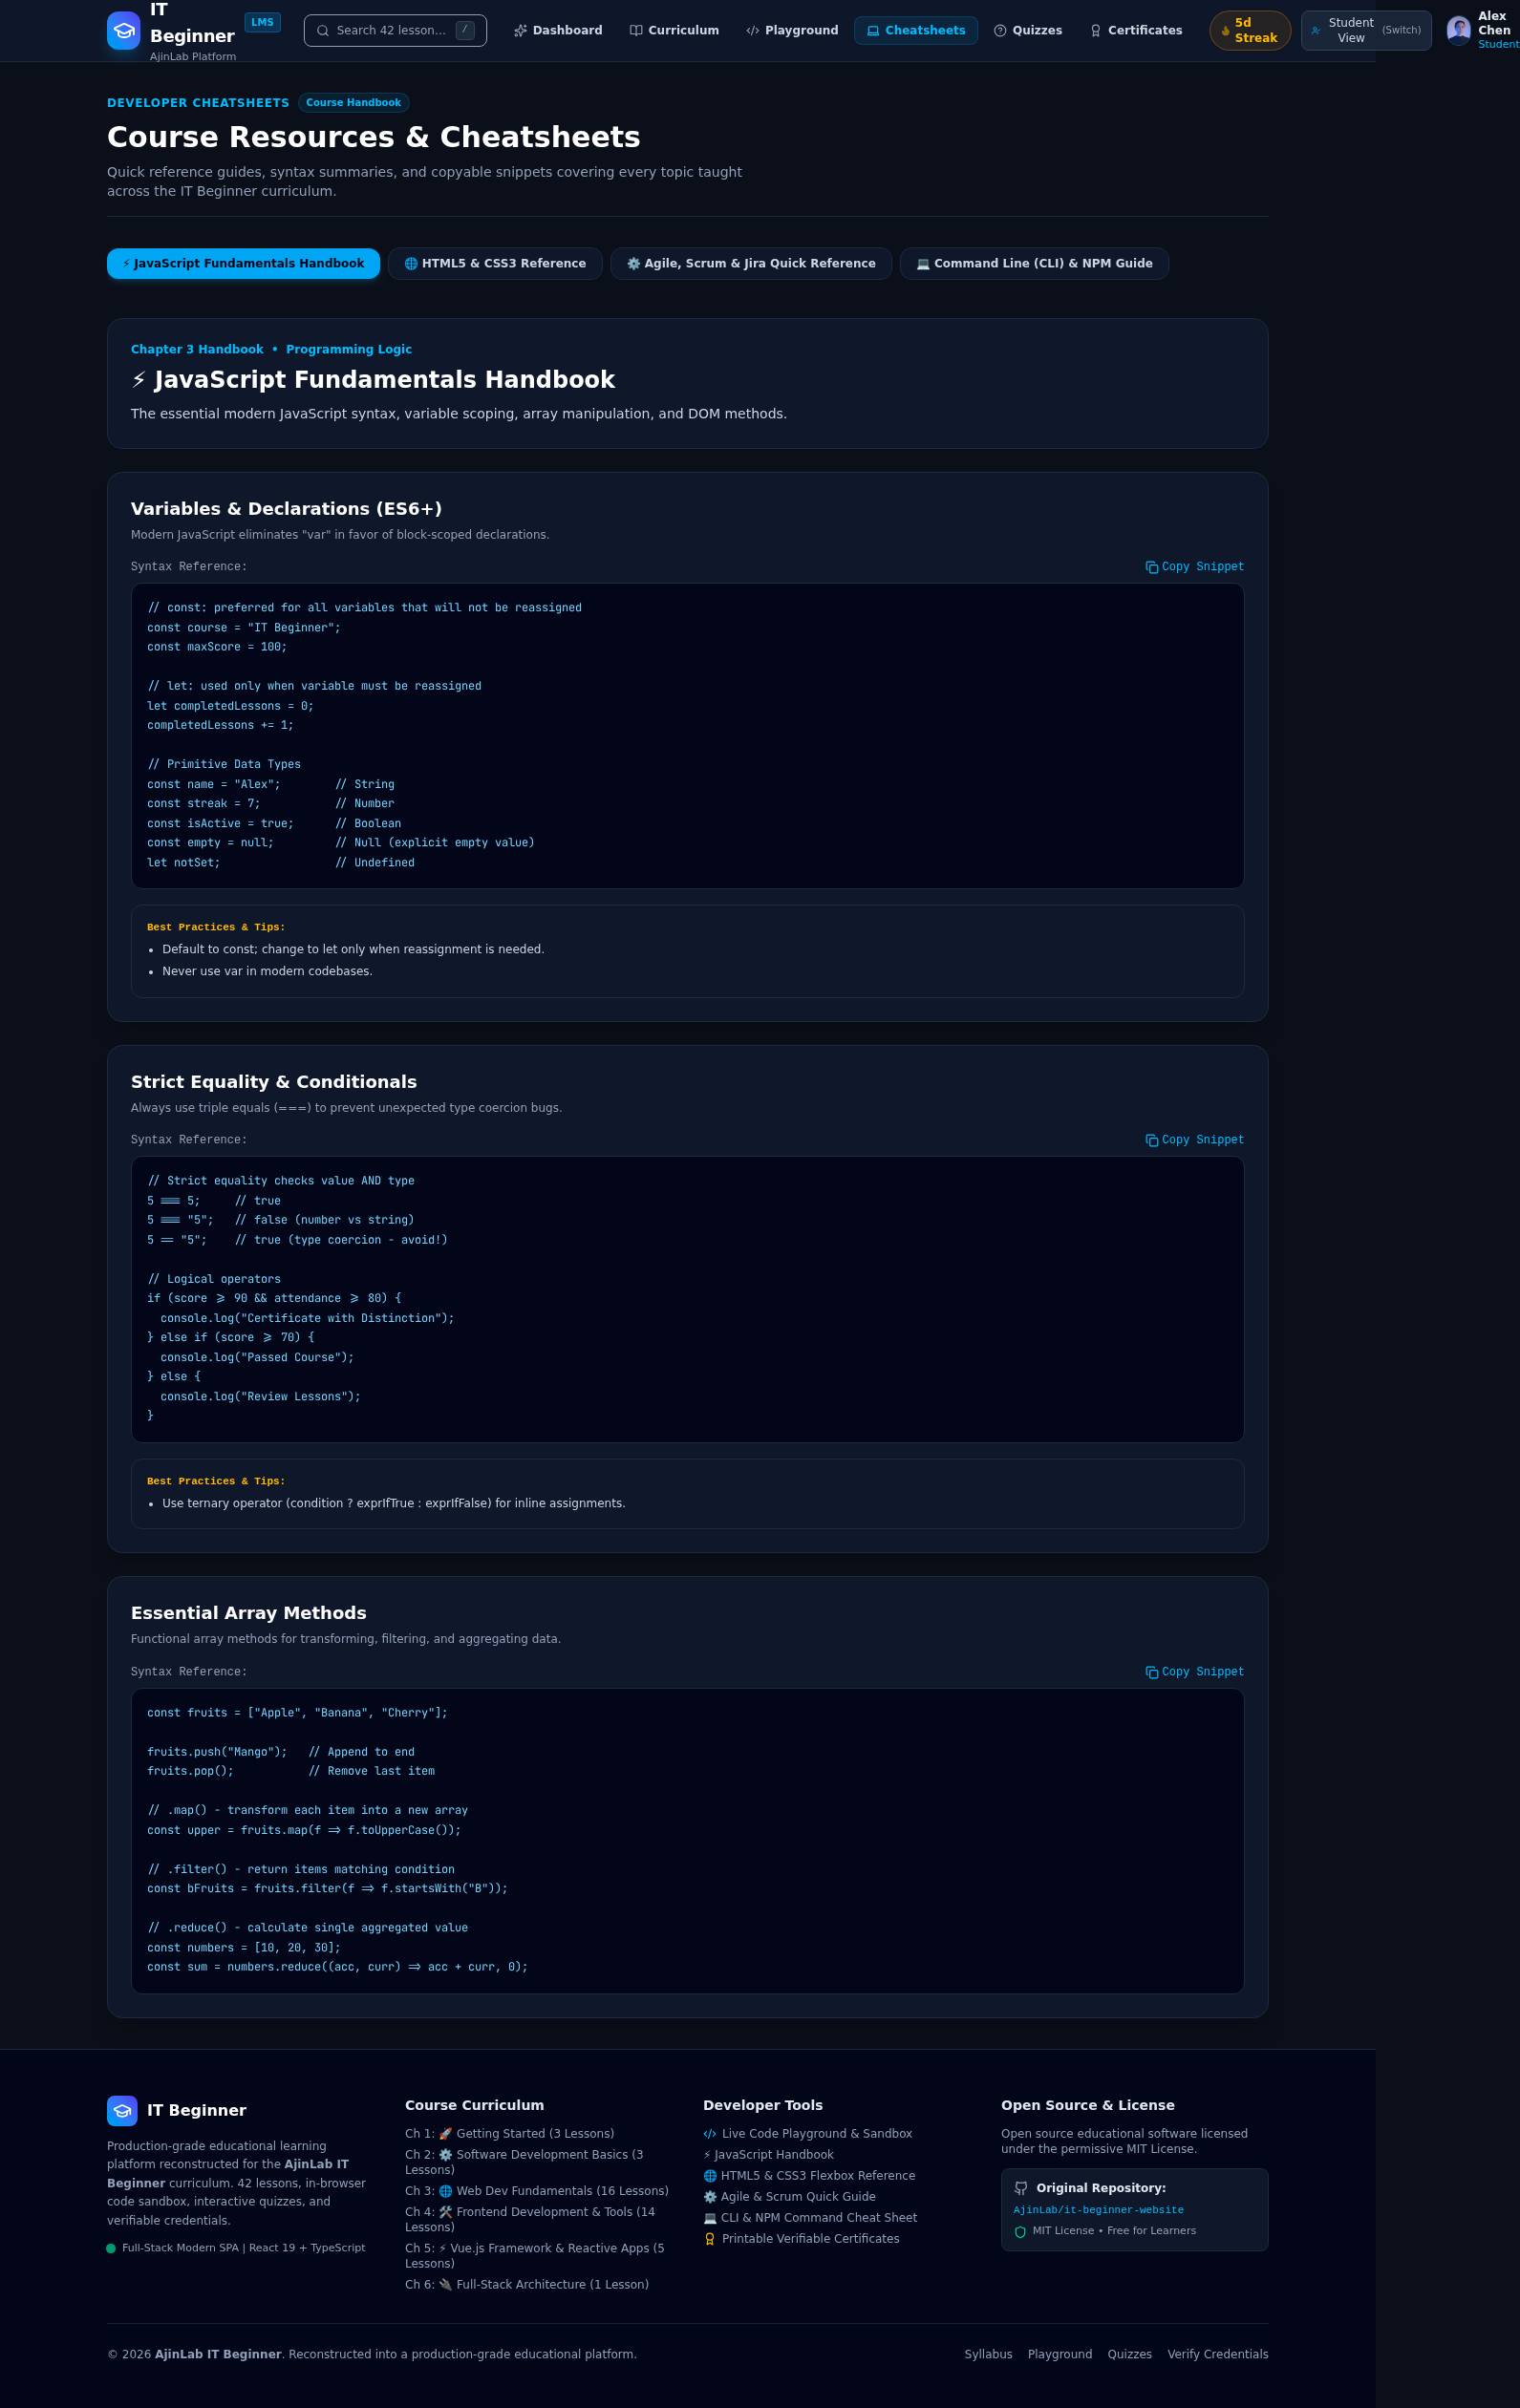 IT
Beginner
LMS
AjinLab Platform
Search 42 lesson...
/
Dashboard
Curriculum
Playground
Cheatsheets
Quizzes
Certificates
5d
Streak
Student
View
(Switch)
Alex
Chen
Student
DEVELOPER CHEATSHEETS
Course Handbook
Course Resources & Cheatsheets
Quick reference guides, syntax summaries, and copyable snippets covering every topic taught
across the IT Beginner curriculum.
⚡ JavaScript Fundamentals Handbook
🌐 HTML5 & CSS3 Reference
⚙️ Agile, Scrum & Jira Quick Reference
💻 Command Line (CLI) & NPM Guide
Chapter 3 Handbook • Programming Logic
⚡ JavaScript Fundamentals Handbook
The essential modern JavaScript syntax, variable scoping, array manipulation, and DOM methods.
Variables & Declarations (ES6+)
Modern JavaScript eliminates "var" in favor of block-scoped declarations.
Syntax Reference:
Copy Snippet
// const: preferred for all variables that will not be reassigned
const course = "IT Beginner";
const maxScore = 100;
// let: used only when variable must be reassigned
let completedLessons = 0;
completedLessons += 1;
// Primitive Data Types
const name = "Alex";        // String
const streak = 7;           // Number
const isActive = true;      // Boolean
const empty = null;         // Null (explicit empty value)
let notSet;                 // Undefined
Best Practices & Tips:
• Default to const; change to let only when reassignment is needed.
• Never use var in modern codebases.
Strict Equality & Conditionals
Always use triple equals (===) to prevent unexpected type coercion bugs.
Syntax Reference:
Copy Snippet
// Strict equality checks value AND type
5 === 5;     // true
5 === "5";   // false (number vs string)
5 == "5";    // true (type coercion - avoid!)
// Logical operators
if (score >= 90 && attendance >= 80) {
  console.log("Certificate with Distinction");
} else if (score >= 70) {
  console.log("Passed Course");
} else {
  console.log("Review Lessons");
}
Best Practices & Tips:
• Use ternary operator (condition ? exprIfTrue : exprIfFalse) for inline assignments.
Essential Array Methods
Functional array methods for transforming, filtering, and aggregating data.
Syntax Reference:
Copy Snippet
const fruits = ["Apple", "Banana", "Cherry"];
fruits.push("Mango");   // Append to end
fruits.pop();           // Remove last item
// .map() - transform each item into a new array
const upper = fruits.map(f => f.toUpperCase());
// .filter() - return items matching condition
const bFruits = fruits.filter(f => f.startsWith("B"));
// .reduce() - calculate single aggregated value
const numbers = [10, 20, 30];
const sum = numbers.reduce((acc, curr) => acc + curr, 0);
IT Beginner
Production-grade educational learning
platform reconstructed for the AjinLab IT
Beginner curriculum. 42 lessons, in-browser
code sandbox, interactive quizzes, and
verifiable credentials.
Full-Stack Modern SPA | React 19 + TypeScript
Course Curriculum
Ch 1: 🚀 Getting Started (3 Lessons)
Ch 2: ⚙️ Software Development Basics (3
Lessons)
Ch 3: 🌐 Web Dev Fundamentals (16 Lessons)
Ch 4: 🛠️ Frontend Development & Tools (14
Lessons)
Ch 5: ⚡ Vue.js Framework & Reactive Apps (5
Lessons)
Ch 6: 🔌 Full-Stack Architecture (1 Lesson)
Developer Tools
Live Code Playground & Sandbox
⚡ JavaScript Handbook
🌐 HTML5 & CSS3 Flexbox Reference
⚙️ Agile & Scrum Quick Guide
💻 CLI & NPM Command Cheat Sheet
Printable Verifiable Certificates
Open Source & License
Open source educational software licensed
under the permissive MIT License.
Original Repository:
AjinLab/it-beginner-website
MIT License • Free for Learners
© 2026 AjinLab IT Beginner. Reconstructed into a production-grade educational platform.
Syllabus
Playground
Quizzes
Verify Credentials